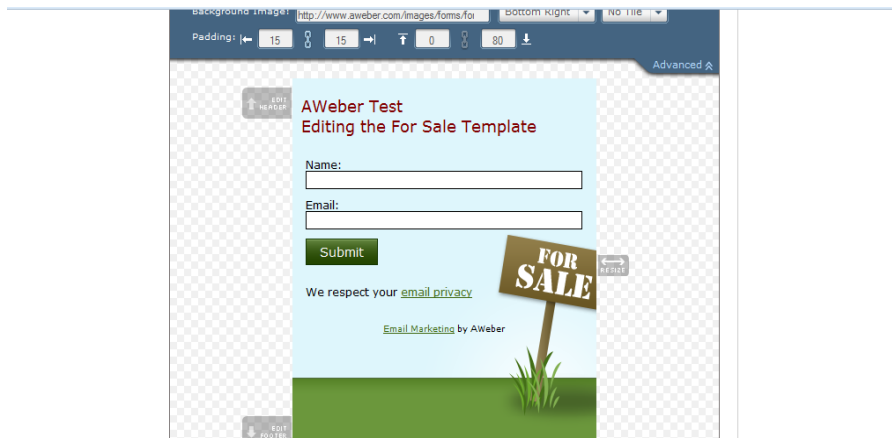 Background Image: http://www.aweber.com/images/forms/for Bottom Right No Tile
Padding: 15 15 0 80
Advanced
EDIT HEADER
AWeber Test
Editing the For Sale Template
Name:
Email:
Submit
FOR
SALE
RESIZE
We respect your email privacy
Email Marketing by AWeber
EDIT FOOTER